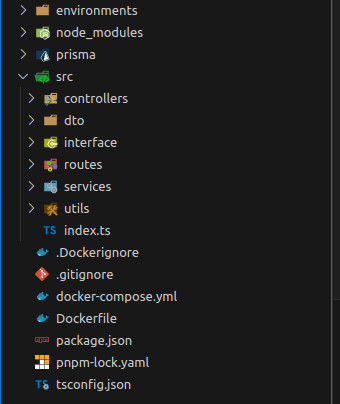 environments
node_modules
prisma
src
controllers
dto
interface
routes
services
utils
TS index.ts
.Dockerignore
.gitignore
docker-compose.yml
Dockerfile
package.json
pnpm-lock.yaml
TS tsconfig.json